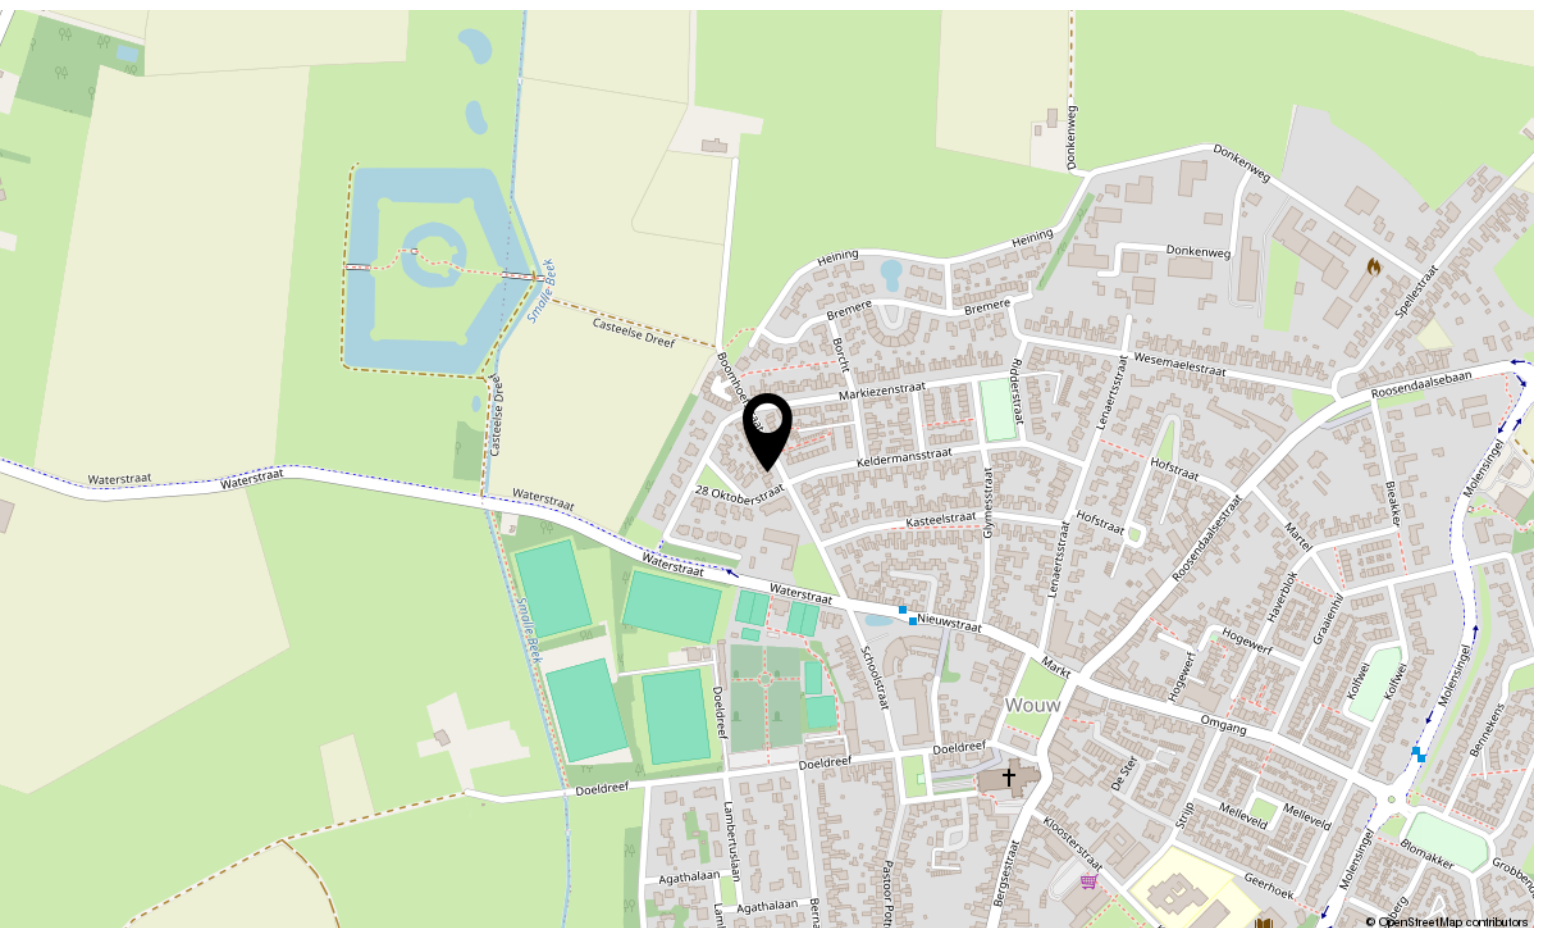 Donkenweg
Donkenweg
Donkenweg
Heining
Heining
Spellestraat
Smalle Beek
Bremere
Bremere
Casteelse Dreef
Borcht
Wesemaelestraat
Ridderstraat
Lenaertsstraat
Roosendaalsebaan
Markiezenstraat
Casteelse Dreef
Keldermansstraat
Hofstraat
Molensingel
Waterstraat
Waterstraat
Waterstraat
28 Oktoberstraat
Glymesstraat
Kasteelstraat
Hofstraat
Bieakker
Roosendaalsestraat
Martel
Lenaertsstraat
Waterstraat
Waterstraat
Haverblok
Graaienhil
Smalle Beek
Nieuwstraat
Hogewerf
Hogewerf
Schoolstraat
Markt
Kolfwei
Kolfwei
Molensingel
Doeldreef
Wouw
Omgang
Bennekens
Doeldreef
Doeldreef
Doeldreef
De Ster
Strijp
Melleveld
Melleveld
Lambertuslaan
Kloosterstraat
Molensingel
Blomakker
Bergsestraat
Agathalaan
Geerhoek
Agathalaan
© OpenStreetMap contributors